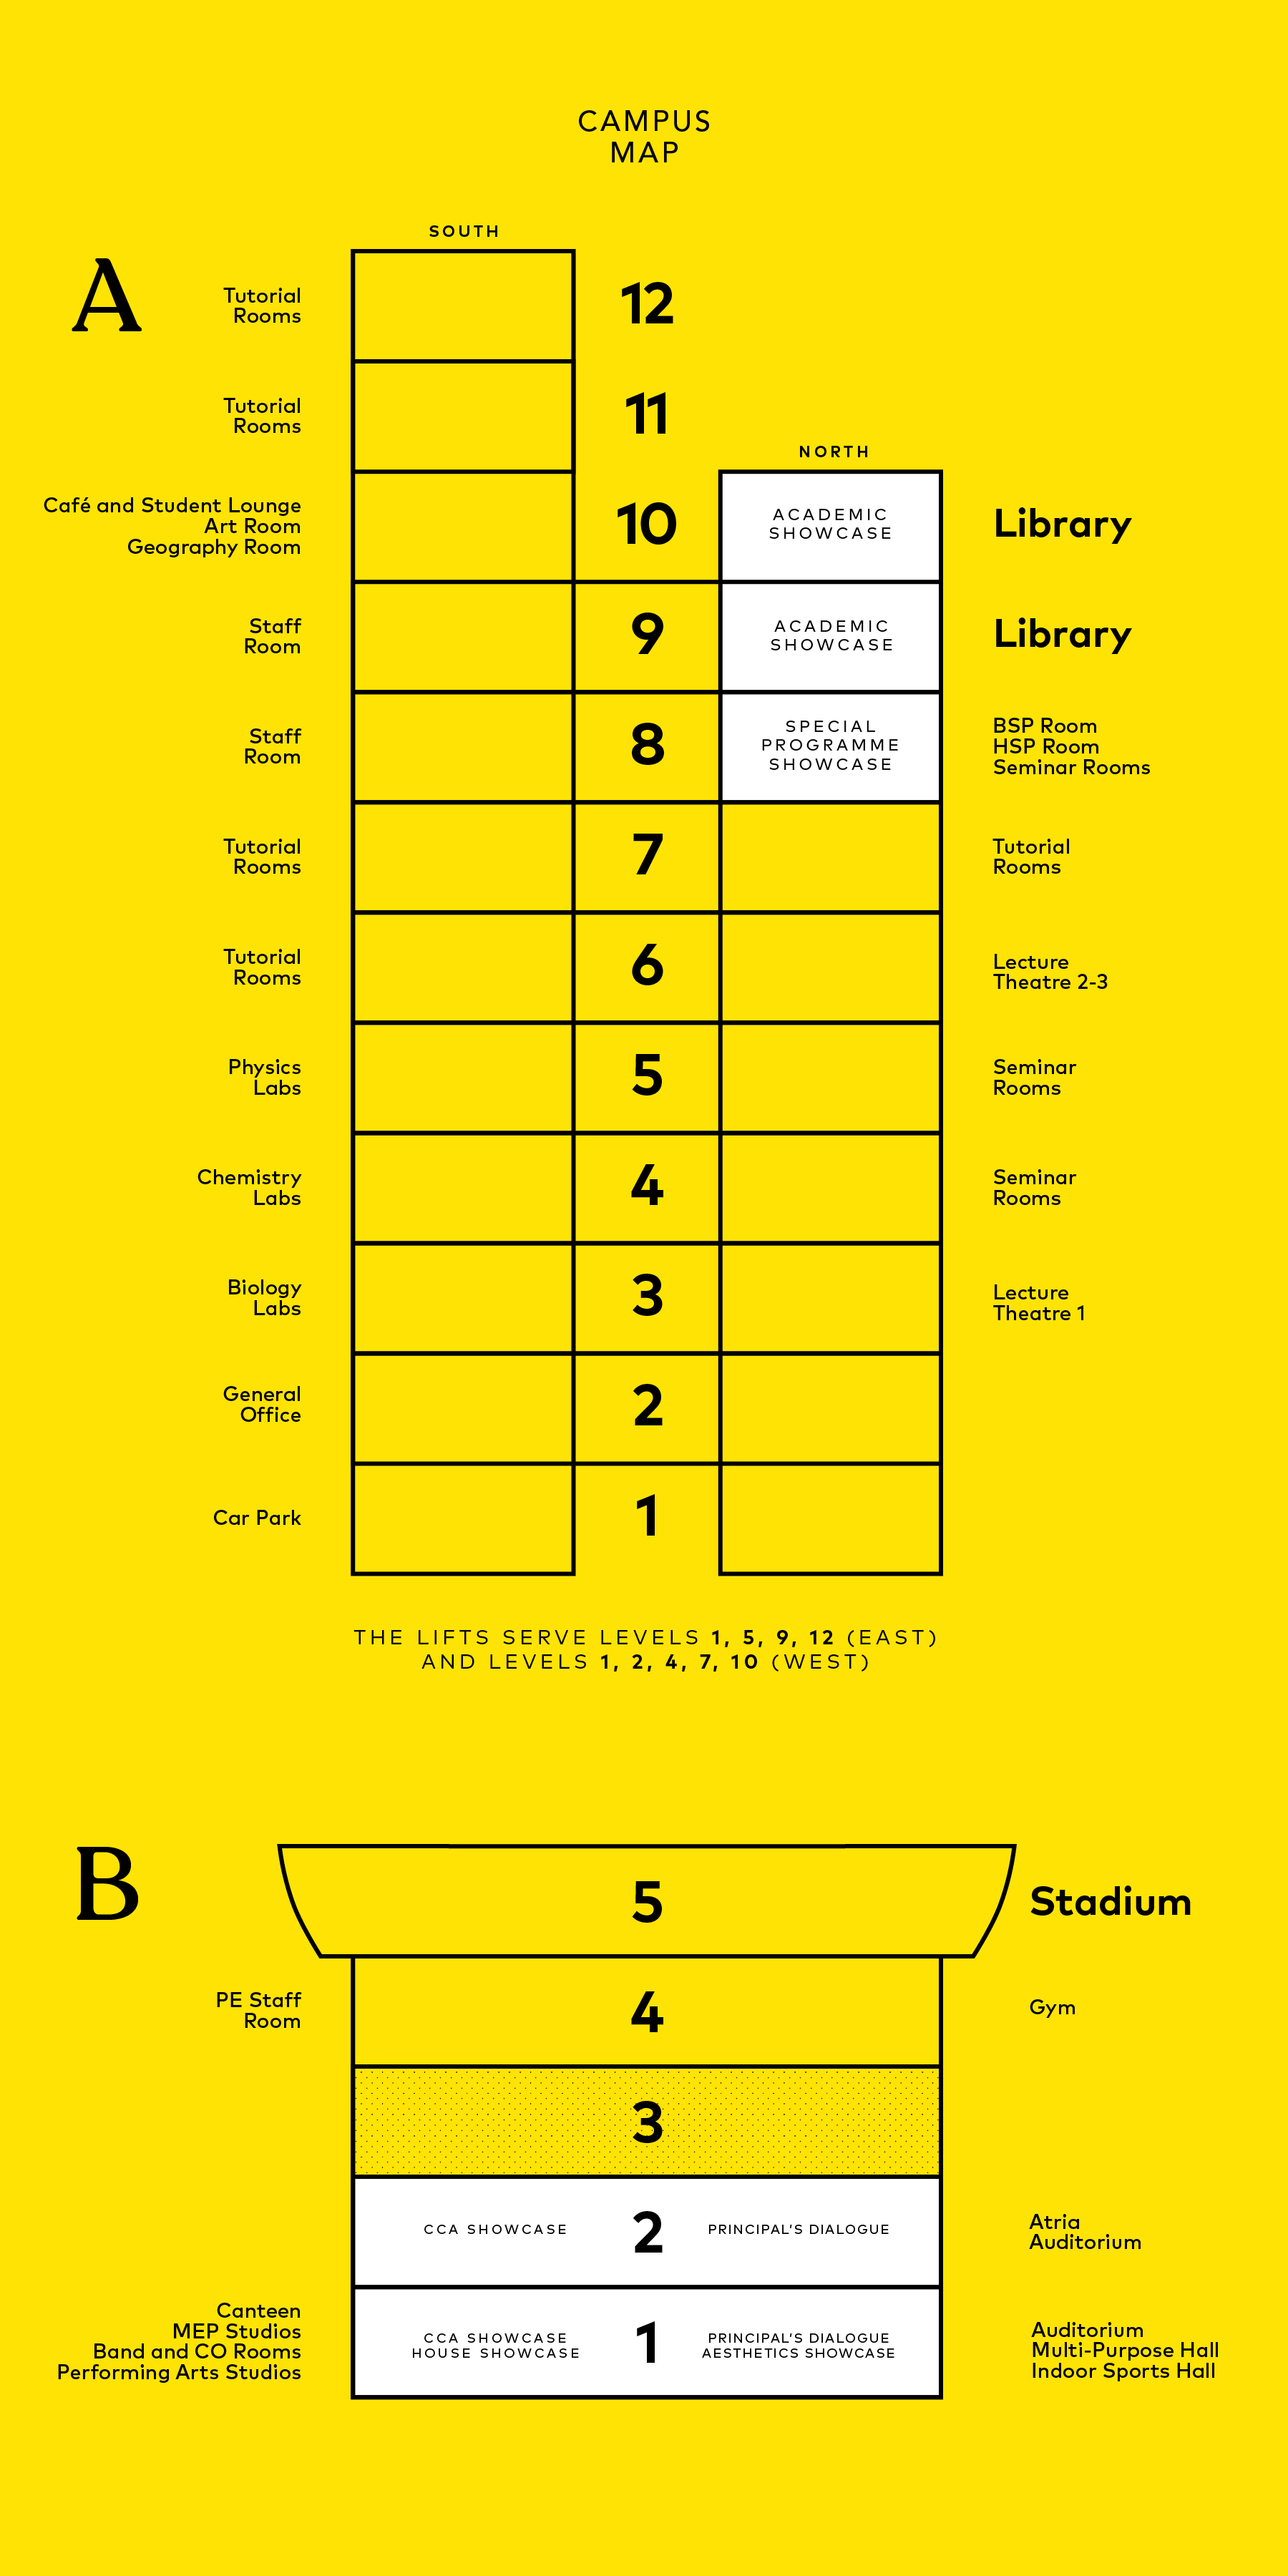 CAMPUS
MAP
SOUTH
A
Tutorial
Rooms
12
Tutorial
Rooms
11
NORTH
Café and Student Lounge
Art Room
Geography Room
10
ACADEMIC
SHOWCASE
Library
Staff
Room
9
ACADEMIC
SHOWCASE
Library
Staff
Room
8
SPECIAL
PROGRAMME
SHOWCASE
BSP Room
HSP Room
Seminar Rooms
Tutorial
Rooms
7
Tutorial
Rooms
Tutorial
Rooms
6
Lecture
Theatre 2-3
Physics
Labs
5
Seminar
Rooms
Chemistry
Labs
4
Seminar
Rooms
Biology
Labs
3
Lecture
Theatre 1
General
Office
2
Car Park
1
THE LIFTS SERVE LEVELS 1, 5, 9, 12 (EAST)
AND LEVELS 1, 2, 4, 7, 10 (WEST)
B
5
Stadium
PE Staff
Room
4
Gym
3
CCA SHOWCASE
2
PRINCIPAL'S DIALOGUE
Atria
Auditorium
Canteen
MEP Studios
Band and CO Rooms
Performing Arts Studios
CCA SHOWCASE
HOUSE SHOWCASE
1
PRINCIPAL'S DIALOGUE
AESTHETICS SHOWCASE
Auditorium
Multi-Purpose Hall
Indoor Sports Hall